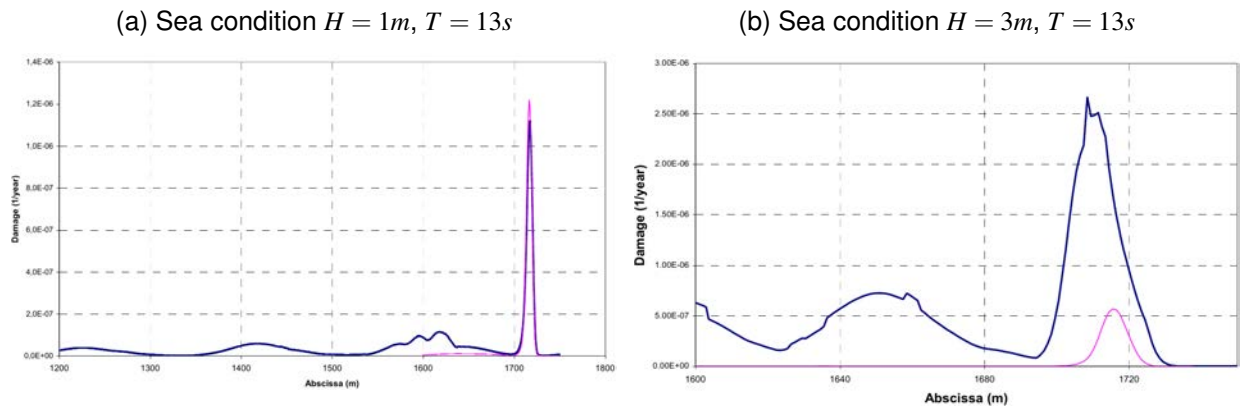 (a) Sea condition H = 1m, T = 13s
(b) Sea condition H = 3m, T = 13s
1,4E-06
1,2E-06
1,0E-06
8,0E-07
6,0E-07
4,0E-07
2,0E-07
0,0E+00
Damage (1/year)
1200 1300 1400 1500 1600 1700 1800
Abscissa (m)
3.00E-06
2.50E-06
2.00E-06
1.50E-06
1.00E-06
5.00E-07
0.00E+00
Damage (1/year)
1600 1640 1680 1720
Abscissa (m)